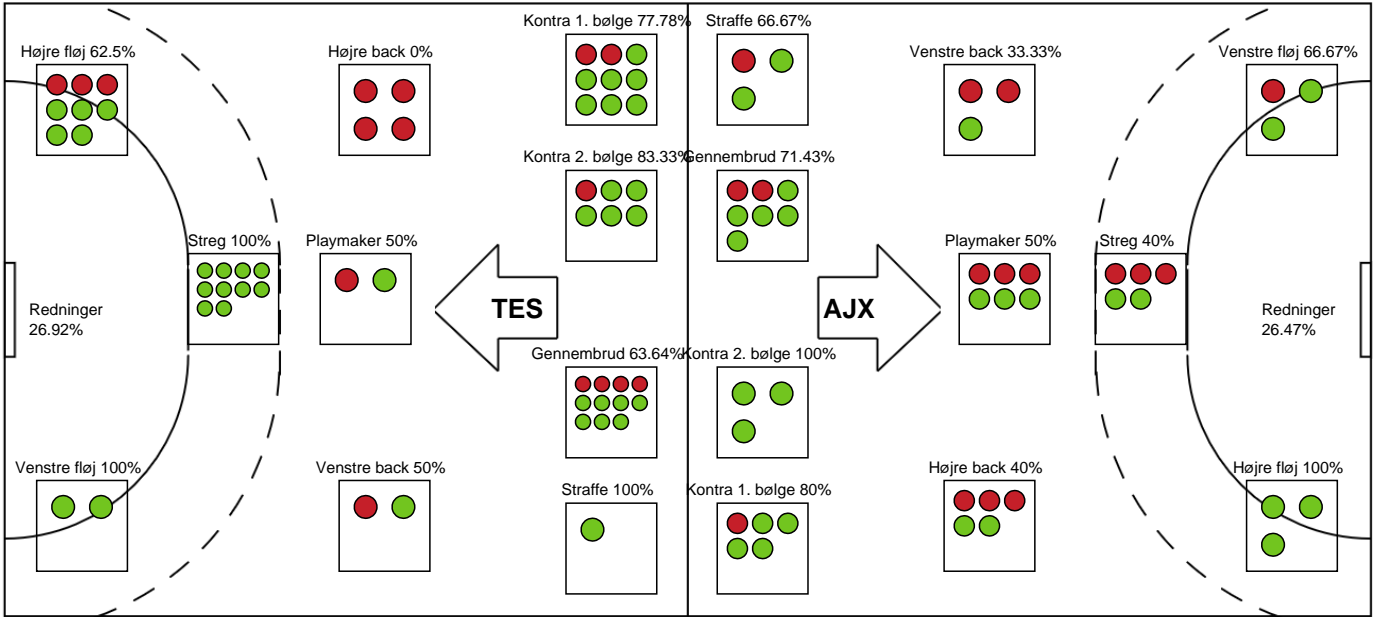 Kontra 1. bølge 77.78%
Straffe 66.67%
Højre fløj 62.5%
Højre back 0%
Venstre back 33.33%
Venstre fløj 66.67%
Kontra 2. bølge 83.33%
Gennembrud 71.43%
Streg 100%
Playmaker 50%
Playmaker 50%
Streg 40%
TES
AJX
Redninger
26.92%
Redninger
26.47%
Gennembrud 63.64%
Kontra 2. bølge 100%
Venstre fløj 100%
Venstre back 50%
Højre back 40%
Højre fløj 100%
Straffe 100%
Kontra 1. bølge 80%